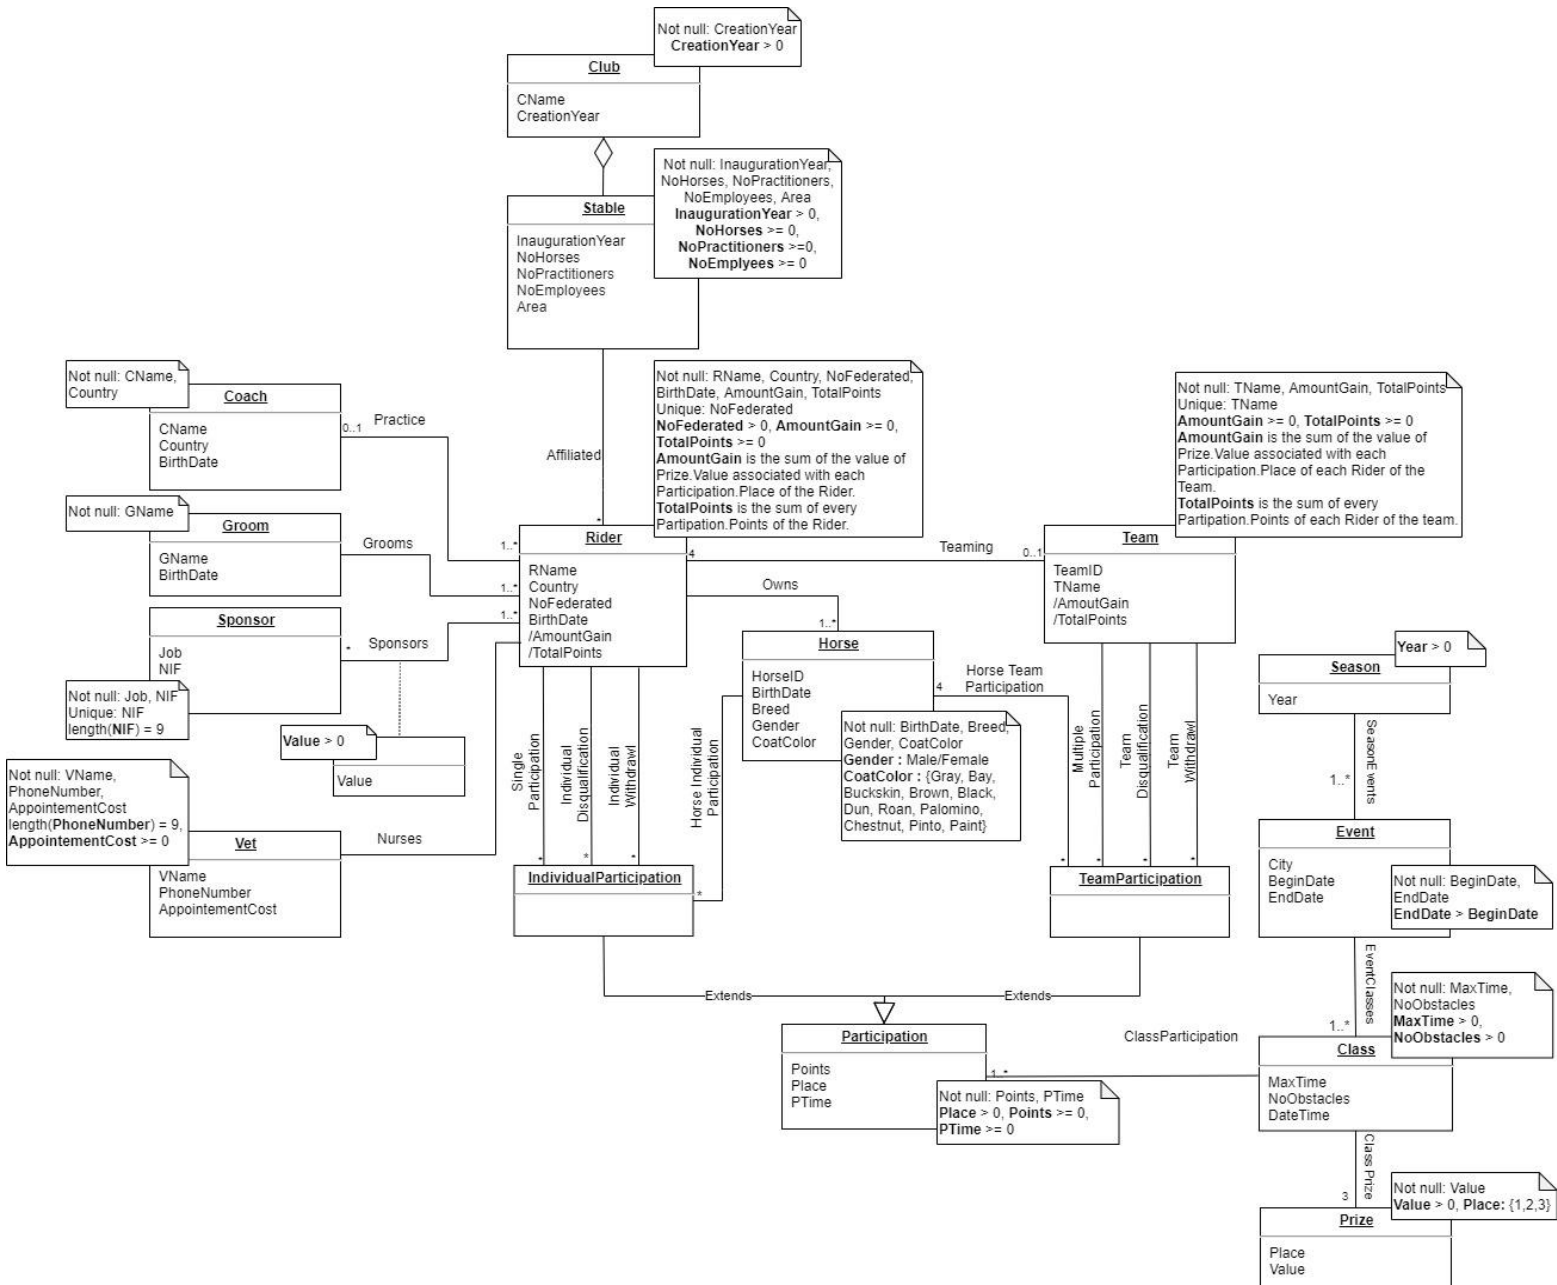 Not null: CreationYear
CreationYear > 0
Club
CName
CreationYear
Not null: InaugurationYear,
NoHorses, NoPractitioners,
NoEmployees, Area
InaugurationYear > 0,
NoHorses >= 0,
NoPractitioners >=0,
NoEmplyees >= 0
Stable
InaugurationYear
NoHorses
NoPractitioners
NoEmployees
Area
Not null: CName,
Country
Coach
CName
Country
BirthDate
0..1
Practice
Affiliated
*
Not null: RName, Country, NoFederated,
BirthDate, AmountGain, TotalPoints
Unique: NoFederated
NoFederated > 0, AmountGain >= 0,
TotalPoints >= 0
AmountGain is the sum of the value of
Prize.Value associated with each
Participation.Place of the Rider.
TotalPoints is the sum of every
Partipation.Points of the Rider.
Not null: TName, AmountGain, TotalPoints
Unique: TName
AmountGain >= 0, TotalPoints >= 0
AmountGain is the sum of the value of
Prize.Value associated with each
Participation.Place of each Rider of the
Team.
TotalPoints is the sum of every
Partipation.Points of each Rider of the team.
Not null: GName
Groom
GName
BirthDate
Grooms
1..*
1..*
1..*
Rider
RName
Country
NoFederated
BirthDate
/AmountGain
/TotalPoints
4
Teaming
0..1
Team
TeamID
TName
/AmoutGain
/TotalPoints
Owns
1..*
Sponsor
Job
NIF
*
Sponsors
Not null: Job, NIF
Unique: NIF
length(NIF) = 9
Value > 0
Value
Horse
HorseID
BirthDate
Breed
Gender
CoatColor
4
Horse Team
Participation
Not null: BirthDate, Breed,
Gender, CoatColor
Gender : Male/Female
CoatColor : {Gray, Bay,
Buckskin, Brown, Black,
Dun, Roan, Palomino,
Chestnut, Pinto, Paint}
Year > 0
Season
Year
SeasonEvents
1..*
Not null: VName,
PhoneNumber,
AppointementCost
length(PhoneNumber) = 9,
AppointementCost >= 0
Vet
VName
PhoneNumber
AppointementCost
Nurses
Single
Participation
Individual
Disqualification
Individual
Withdrawl
Horse Individual
Participation
Multiple
Participation
Team
Disqualification
Team
Withdrawl
*
*
*
*
*
*
*
*
IndividualParticipation
TeamParticipation
Event
City
BeginDate
EndDate
Not null: BeginDate,
EndDate
EndDate > BeginDate
EventClasses
1..*
Extends
Extends
Participation
Points
Place
PTime
1..*
ClassParticipation
Not null: Points, PTime
Place > 0, Points >= 0,
PTime >= 0
Not null: MaxTime,
NoObstacles
MaxTime > 0,
NoObstacles > 0
Class
MaxTime
NoObstacles
DateTime
Class Prize
3
Not null: Value
Value > 0, Place: {1,2,3}
Prize
Place
Value